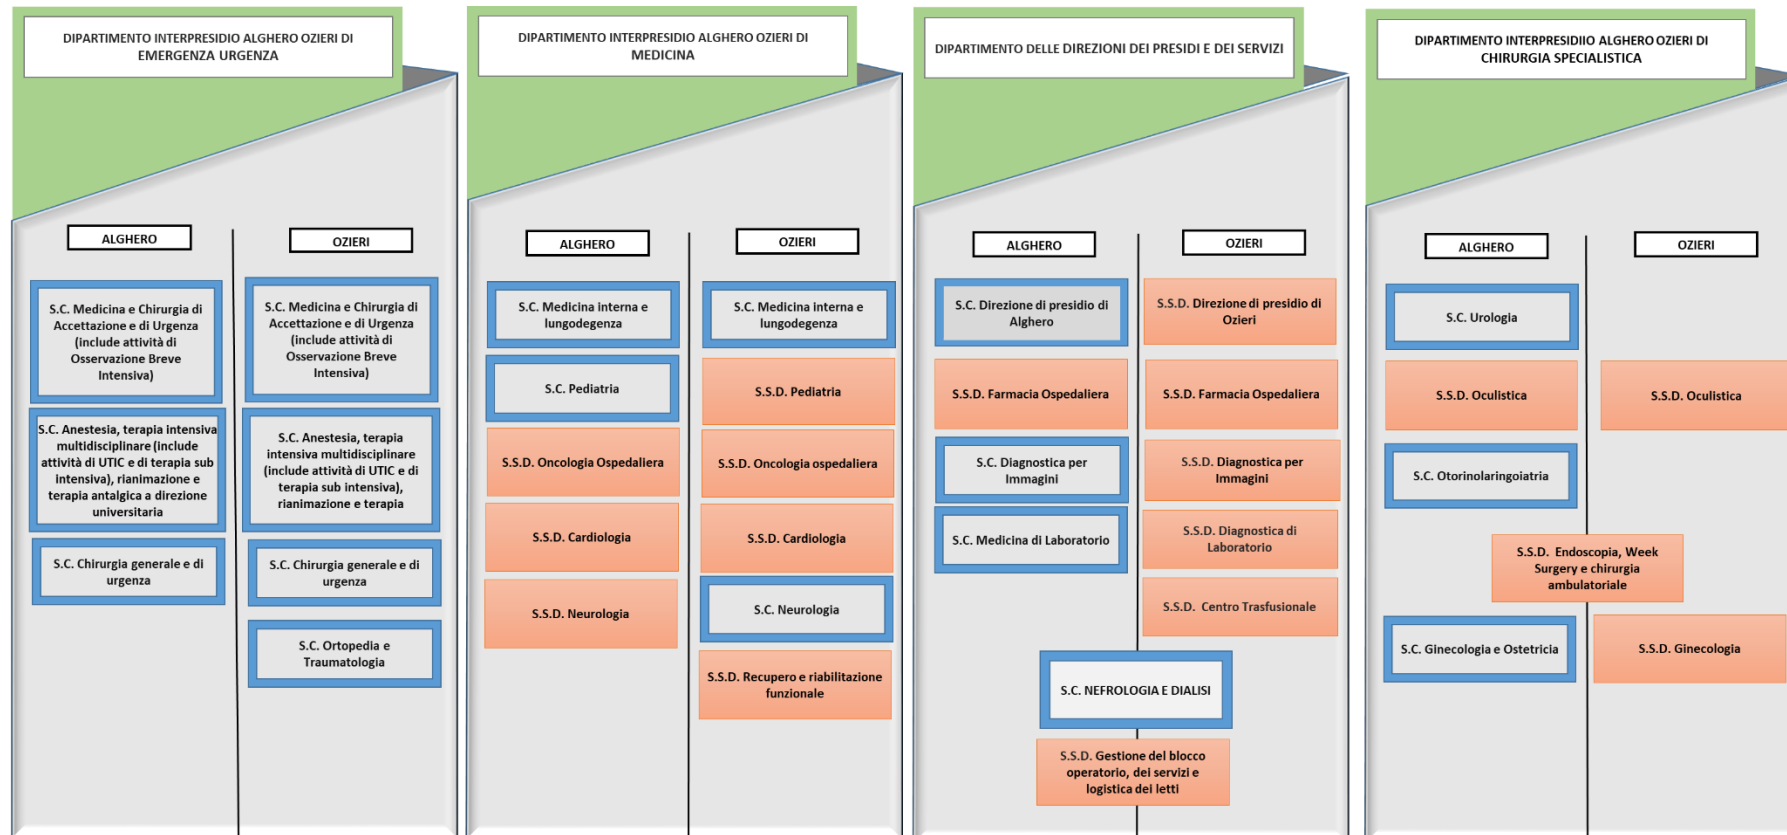 DIPARTIMENTO INTERPRESIDIO ALGHERO OZIERI DI
EMERGENZA URGENZA
ALGHERO
OZIERI
S.C. Medicina e Chirurgia di
Accettazione e di Urgenza
(include attività di
Osservazione Breve
Intensiva)
S.C. Medicina e Chirurgia di
Accettazione e di Urgenza
(include attività di
Osservazione Breve
Intensiva)
S.C. Anestesia, terapia intensiva
multidisciplinare (include
attività di UTIC e di terapia sub
intensiva), rianimazione e
terapia antalgica a direzione
universitaria
S.C. Anestesia, terapia
intensiva multidisciplinare
(include attività di UTIC e di
terapia sub intensiva),
rianimazione e terapia
S.C. Chirurgia generale e di
urgenza
S.C. Chirurgia generale e di
urgenza
S.C. Ortopedia e
Traumatologia
DIPARTIMENTO INTERPRESIDIO ALGHERO OZIERI DI
MEDICINA
ALGHERO
OZIERI
S.C. Medicina interna e
lungodegenza
S.C. Medicina interna e
lungodegenza
S.C. Pediatria
S.S.D. Pediatria
S.S.D. Oncologia Ospedaliera
S.S.D. Oncologia ospedaliera
S.S.D. Cardiologia
S.S.D. Cardiologia
S.S.D. Neurologia
S.C. Neurologia
S.S.D. Recupero e riabilitazione
funzionale
DIPARTIMENTO DELLE DIREZIONI DEI PRESIDI E DEI SERVIZI
ALGHERO
OZIERI
S.C. Direzione di presidio di
Alghero
S.S.D. Direzione di presidio di
Ozieri
S.S.D. Farmacia Ospedaliera
S.S.D. Farmacia Ospedaliera
S.C. Diagnostica per
Immagini
S.S.D. Diagnostica per
Immagini
S.C. Medicina di Laboratorio
S.S.D. Diagnostica di
Laboratorio
S.S.D. Centro Trasfusionale
S.C. NEFROLOGIA E DIALISI
S.S.D. Gestione del blocco
operatorio, dei servizi e
logistica dei letti
DIPARTIMENTO INTERPRESIDIIO ALGHERO OZIERI DI
CHIRURGIA SPECIALISTICA
ALGHERO
OZIERI
S.C. Urologia
S.S.D. Oculistica
S.S.D. Oculistica
S.C. Otorinolaringoiatria
S.S.D. Endoscopia, Week
Surgery e chirurgia
ambulatoriale
S.C. Ginecologia e Ostetricia
S.S.D. Ginecologia